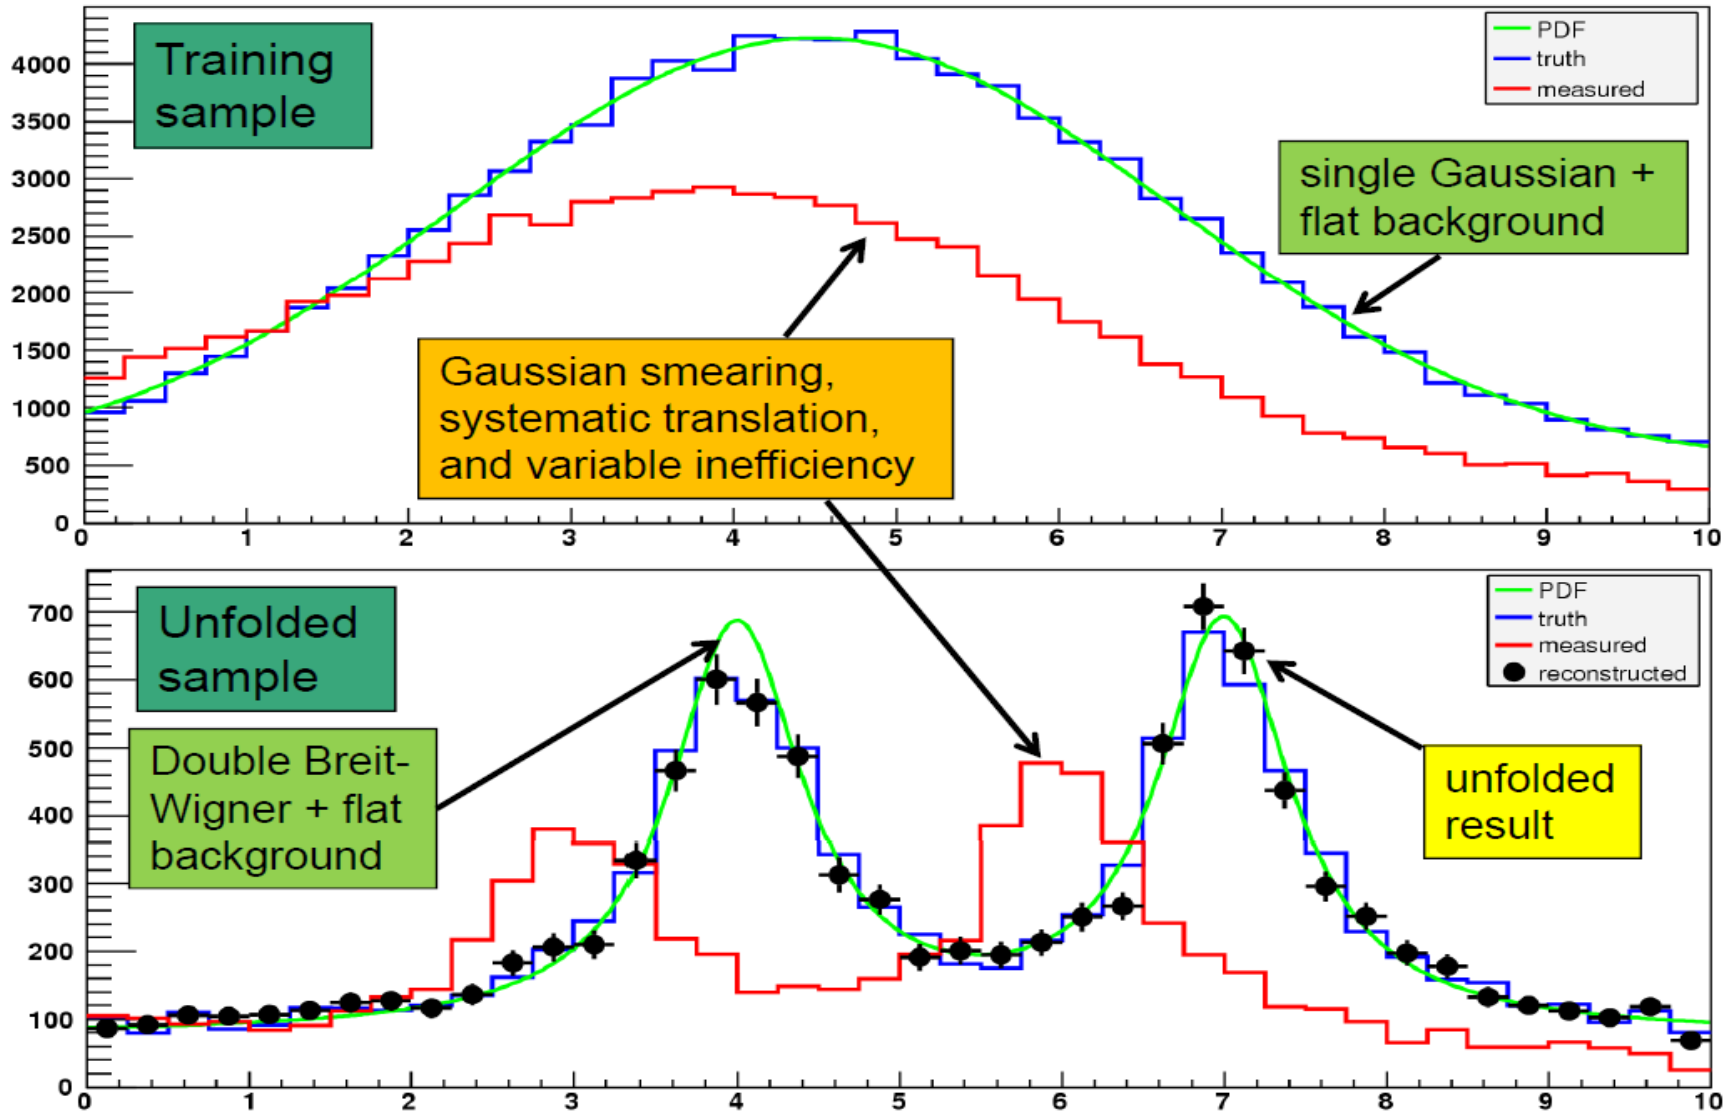 Training
sample
PDF
truth
measured
single Gaussian +
flat background
Gaussian smearing,
systematic translation,
and variable inefficiency
4000
3500
3000
2500
2000
1500
1000
500
0
0 1 2 3 4 5 6 7 8 9 10
Unfolded
sample
PDF
truth
measured
reconstructed
Double Breit-
Wigner + flat
background
unfolded
result
700
600
500
400
300
200
100
0
0 1 2 3 4 5 6 7 8 9 10